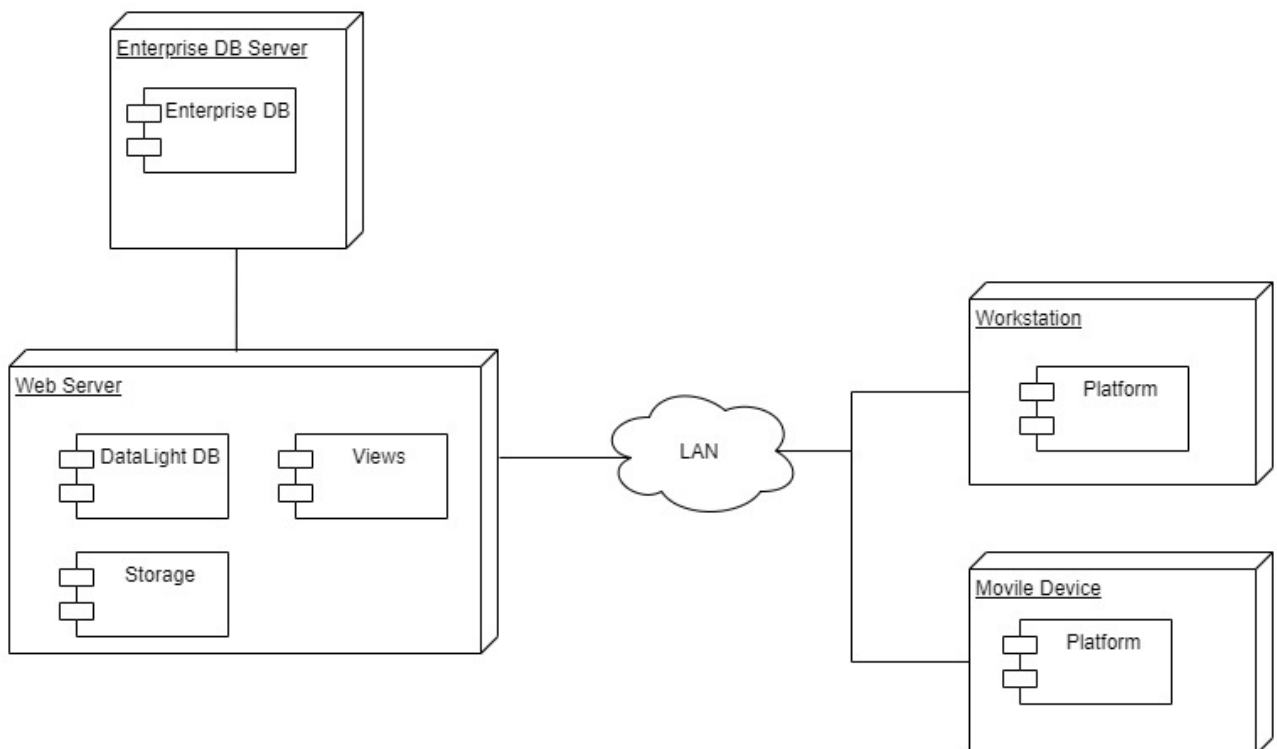 Enterprise DB Server
Enterprise DB
Web Server
DataLight DB
Views
Storage
LAN
Workstation
Platform
Movile Device
Platform